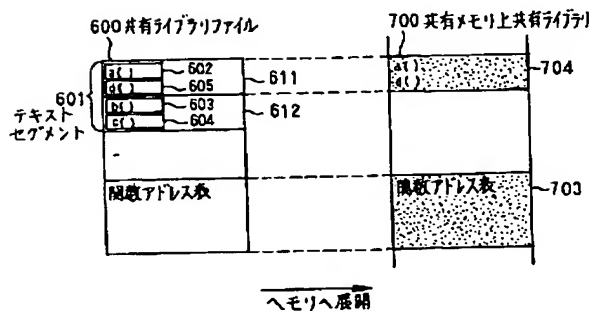 600 共有ライブラリファイル
700 共有メモリ上共有ライブラリ
601
テキスト
セグメント
a( )
602
d( )
605
b( )
603
c( )
604
611
612
a( )
d( )
704
関数アドレス表
関数アドレス表
703
メモリへ展開